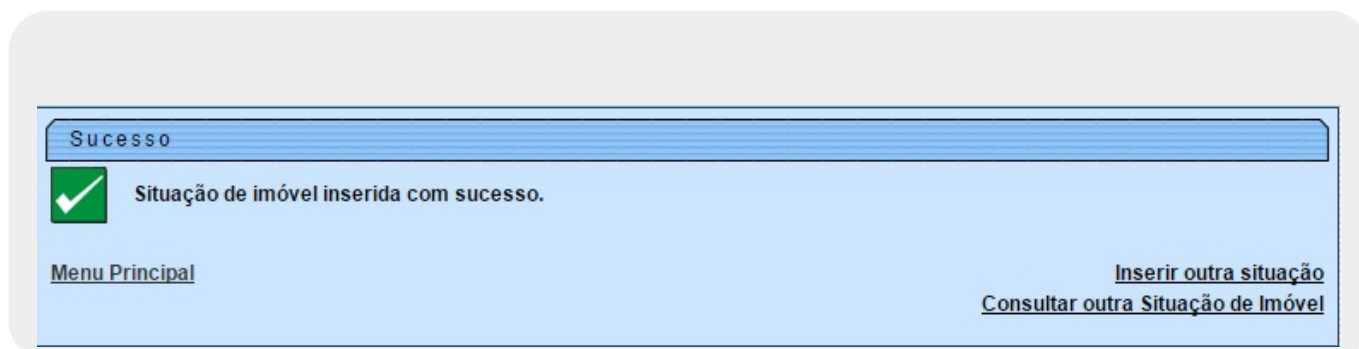 Sucesso
Situação de imóvel inserida com sucesso.
Menu Principal
Inserir outra situação
Consultar outra Situação de Imóvel